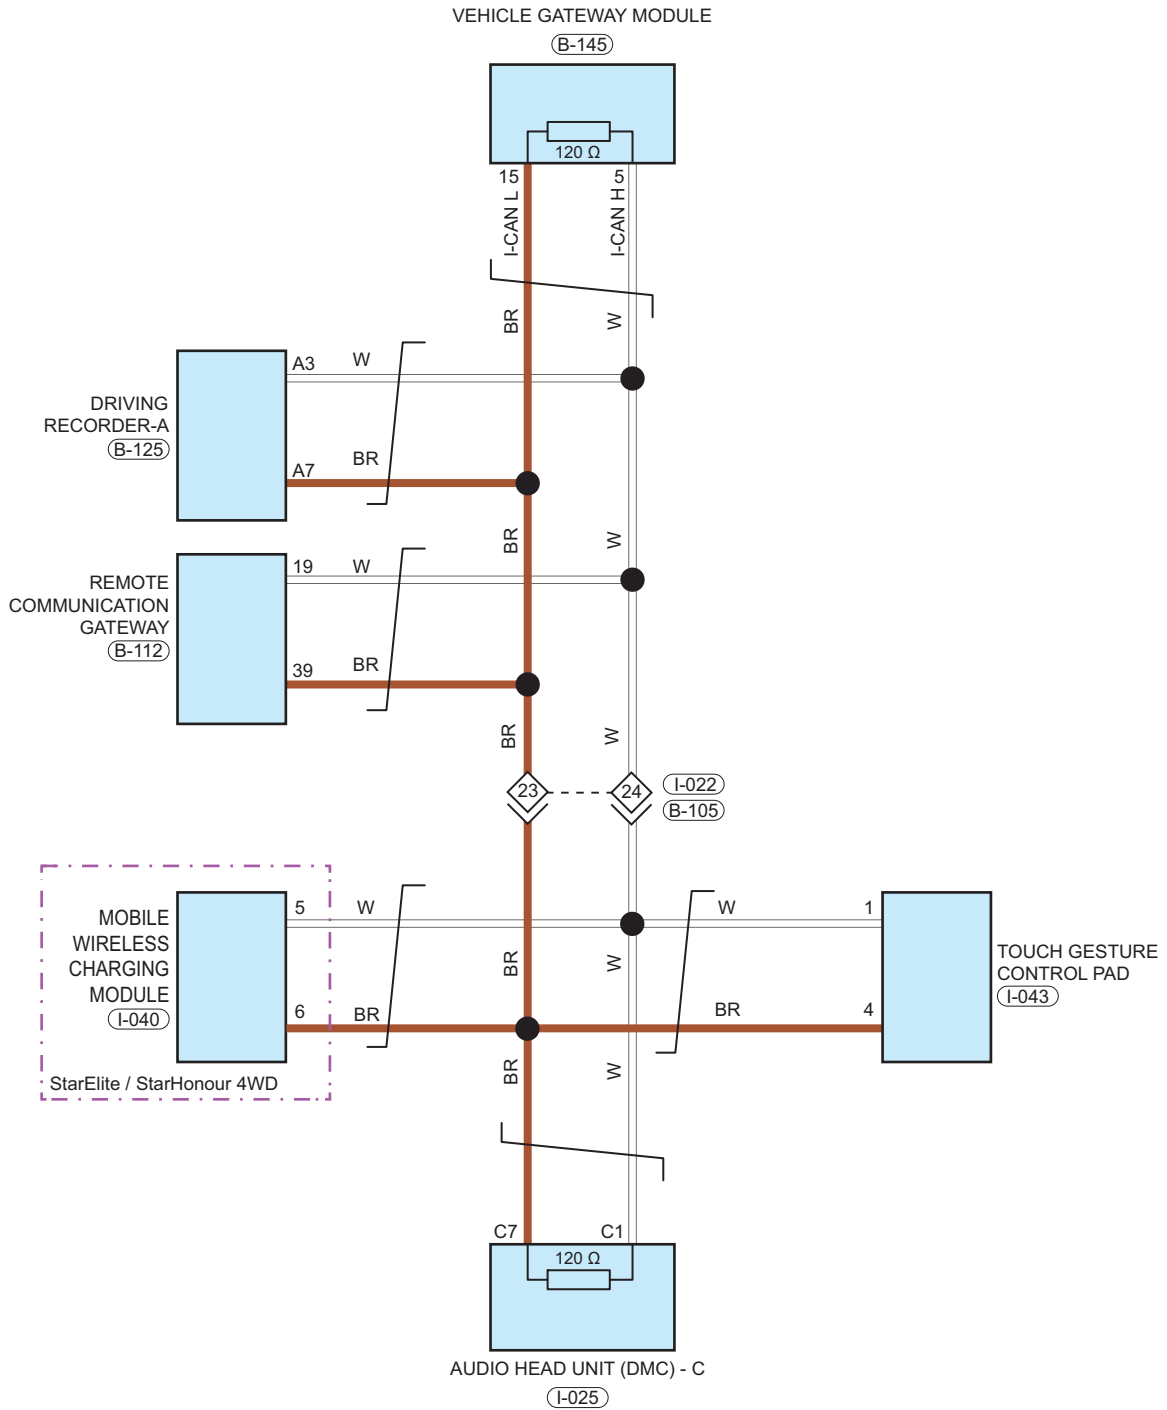 VEHICLE GATEWAY MODULE
B-145
120 Ω
15
5
I-CAN L
I-CAN H
BR
W
A3
W
DRIVING
RECORDER-A
B-125
BR
A7
BR
W
19
W
REMOTE
COMMUNICATION
GATEWAY
B-112
39
BR
BR
W
23
24
I-022
B-105
5
W
W
1
MOBILE
WIRELESS
CHARGING
MODULE
I-040
BR
W
TOUCH GESTURE
CONTROL PAD
I-043
6
BR
BR
4
BR
W
StarElite / StarHonour 4WD
C7
C1
120 Ω
AUDIO HEAD UNIT (DMC) - C
I-025